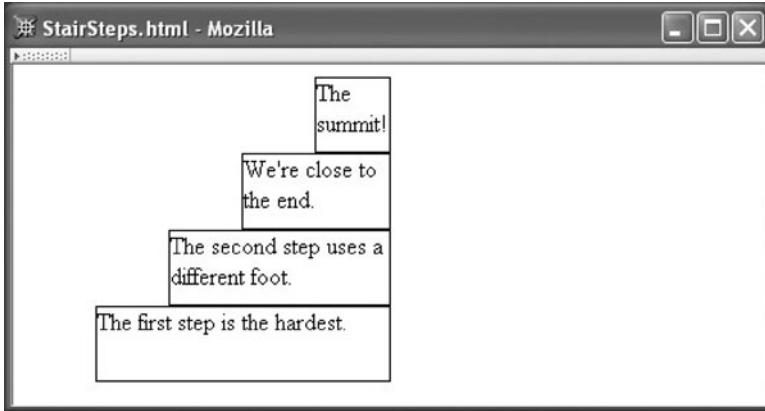 StairSteps.html - Mozilla
The
summit!
We're close to
the end.
The second step uses a
different foot.
The first step is the hardest.